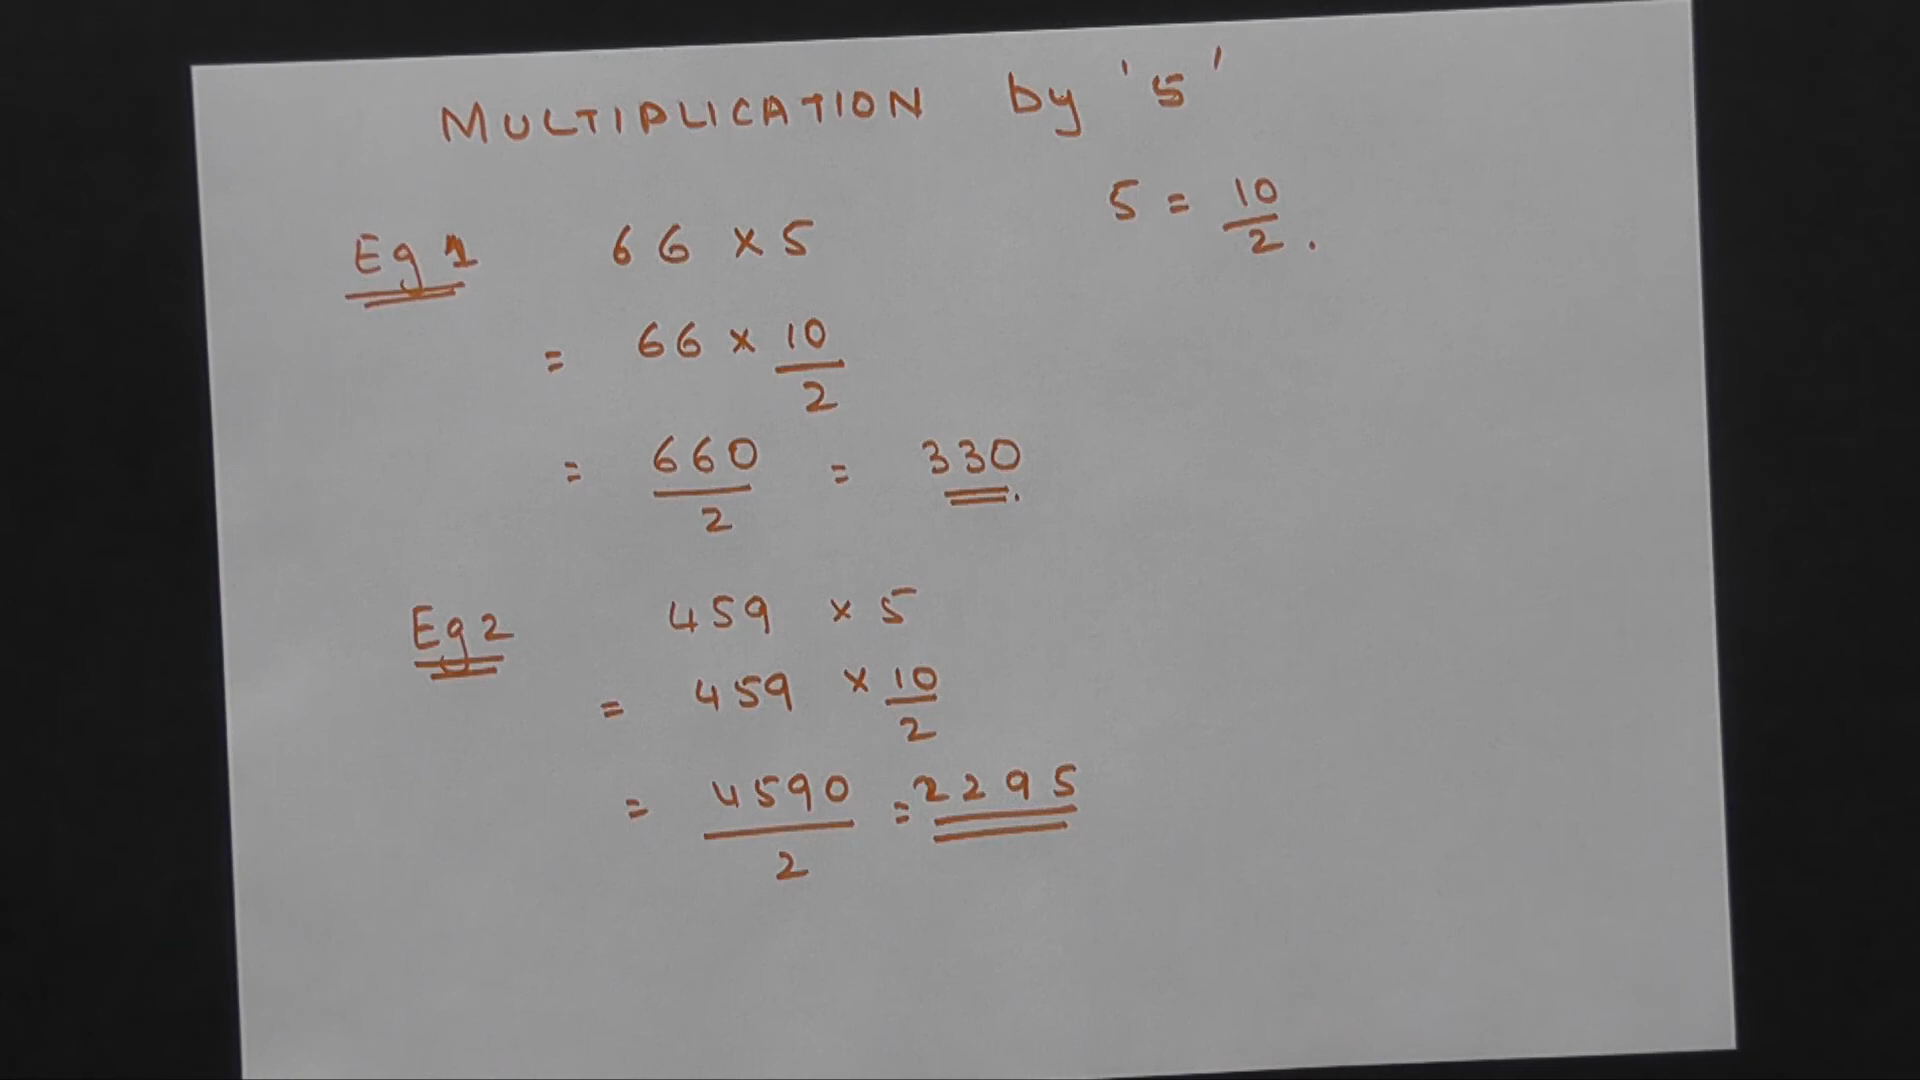 MULTIPLICATION by '5'
5 = 10/2.
Eg 1 66 × 5
= 66 × 10/2
= 660/2 = 330.
Eg 2 459 × 5
= 459 × 10/2
= 4590/2 = 2295